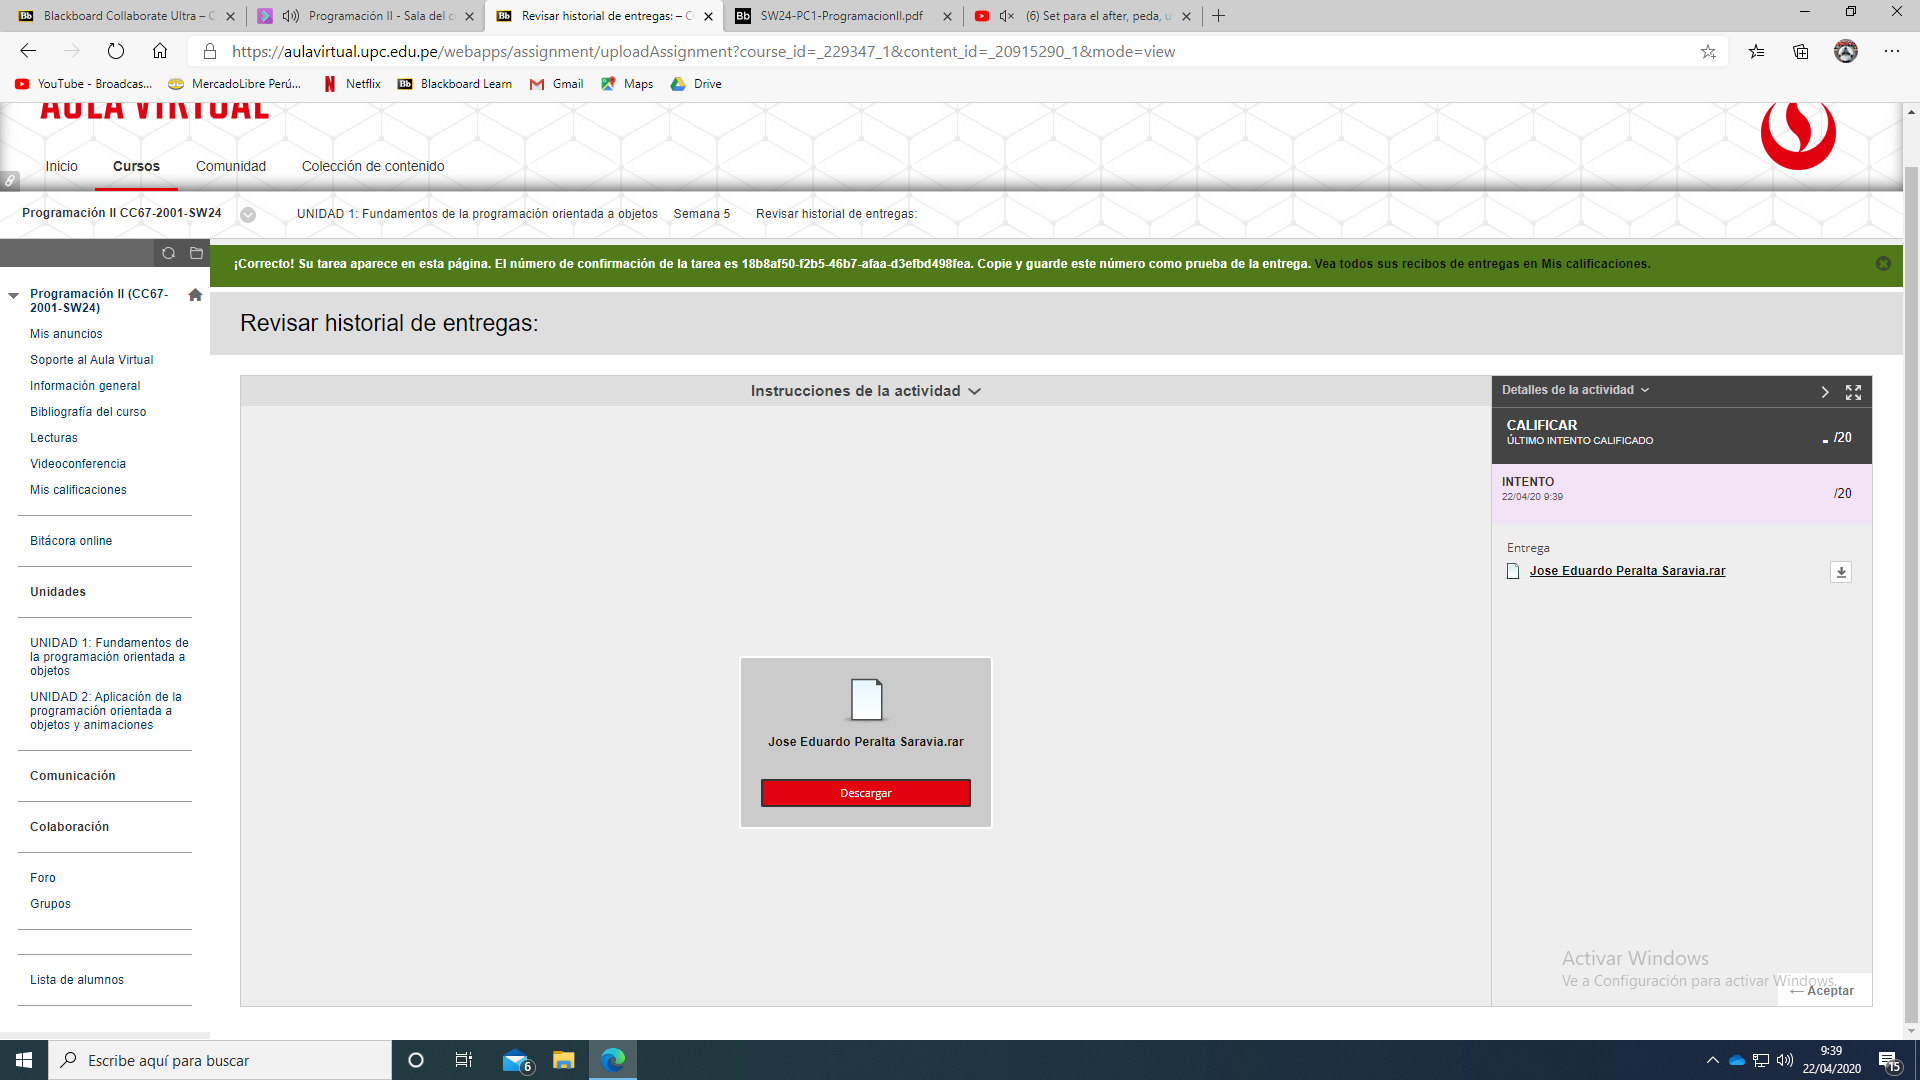 Blackboard Collaborate Ultra – C
Programación II - Sala del c
Revisar historial de entregas: – C
SW24-PC1-ProgramacionII.pdf
(6) Set para el after, peda, u
https://aulavirtual.upc.edu.pe/webapps/assignment/uploadAssignment?course_id=_229347_1&content_id=_20915290_1&mode=view
YouTube - Broadcas...
MercadoLibre Perú...
Netflix
Blackboard Learn
Gmail
Maps
Drive
AULA VIRTUAL
Inicio
Cursos
Comunidad
Colección de contenido
Programación II CC67-2001-SW24
UNIDAD 1: Fundamentos de la programación orientada a objetos
Semana 5
Revisar historial de entregas:
¡Correcto! Su tarea aparece en esta página. El número de confirmación de la tarea es 18b8af50-f2b5-46b7-afaa-d3efbd498fea. Copie y guarde este número como prueba de la entrega. Vea todos sus recibos de entregas en Mis calificaciones.
Programación II (CC67-
2001-SW24)
Mis anuncios
Soporte al Aula Virtual
Información general
Bibliografía del curso
Lecturas
Videoconferencia
Mis calificaciones
Bitácora online
Unidades
UNIDAD 1: Fundamentos de
la programación orientada a
objetos
UNIDAD 2: Aplicación de la
programación orientada a
objetos y animaciones
Comunicación
Colaboración
Foro
Grupos
Lista de alumnos
Revisar historial de entregas:
Instrucciones de la actividad
Jose Eduardo Peralta Saravia.rar
Descargar
Detalles de la actividad
CALIFICAR
ÚLTIMO INTENTO CALIFICADO
- /20
INTENTO
22/04/20 9:39
/20
Entrega
Jose Eduardo Peralta Saravia.rar
Activar Windows
Ve a Configuración para activar Windows.
← Aceptar
Escribe aquí para buscar
6
9:39
22/04/2020
15